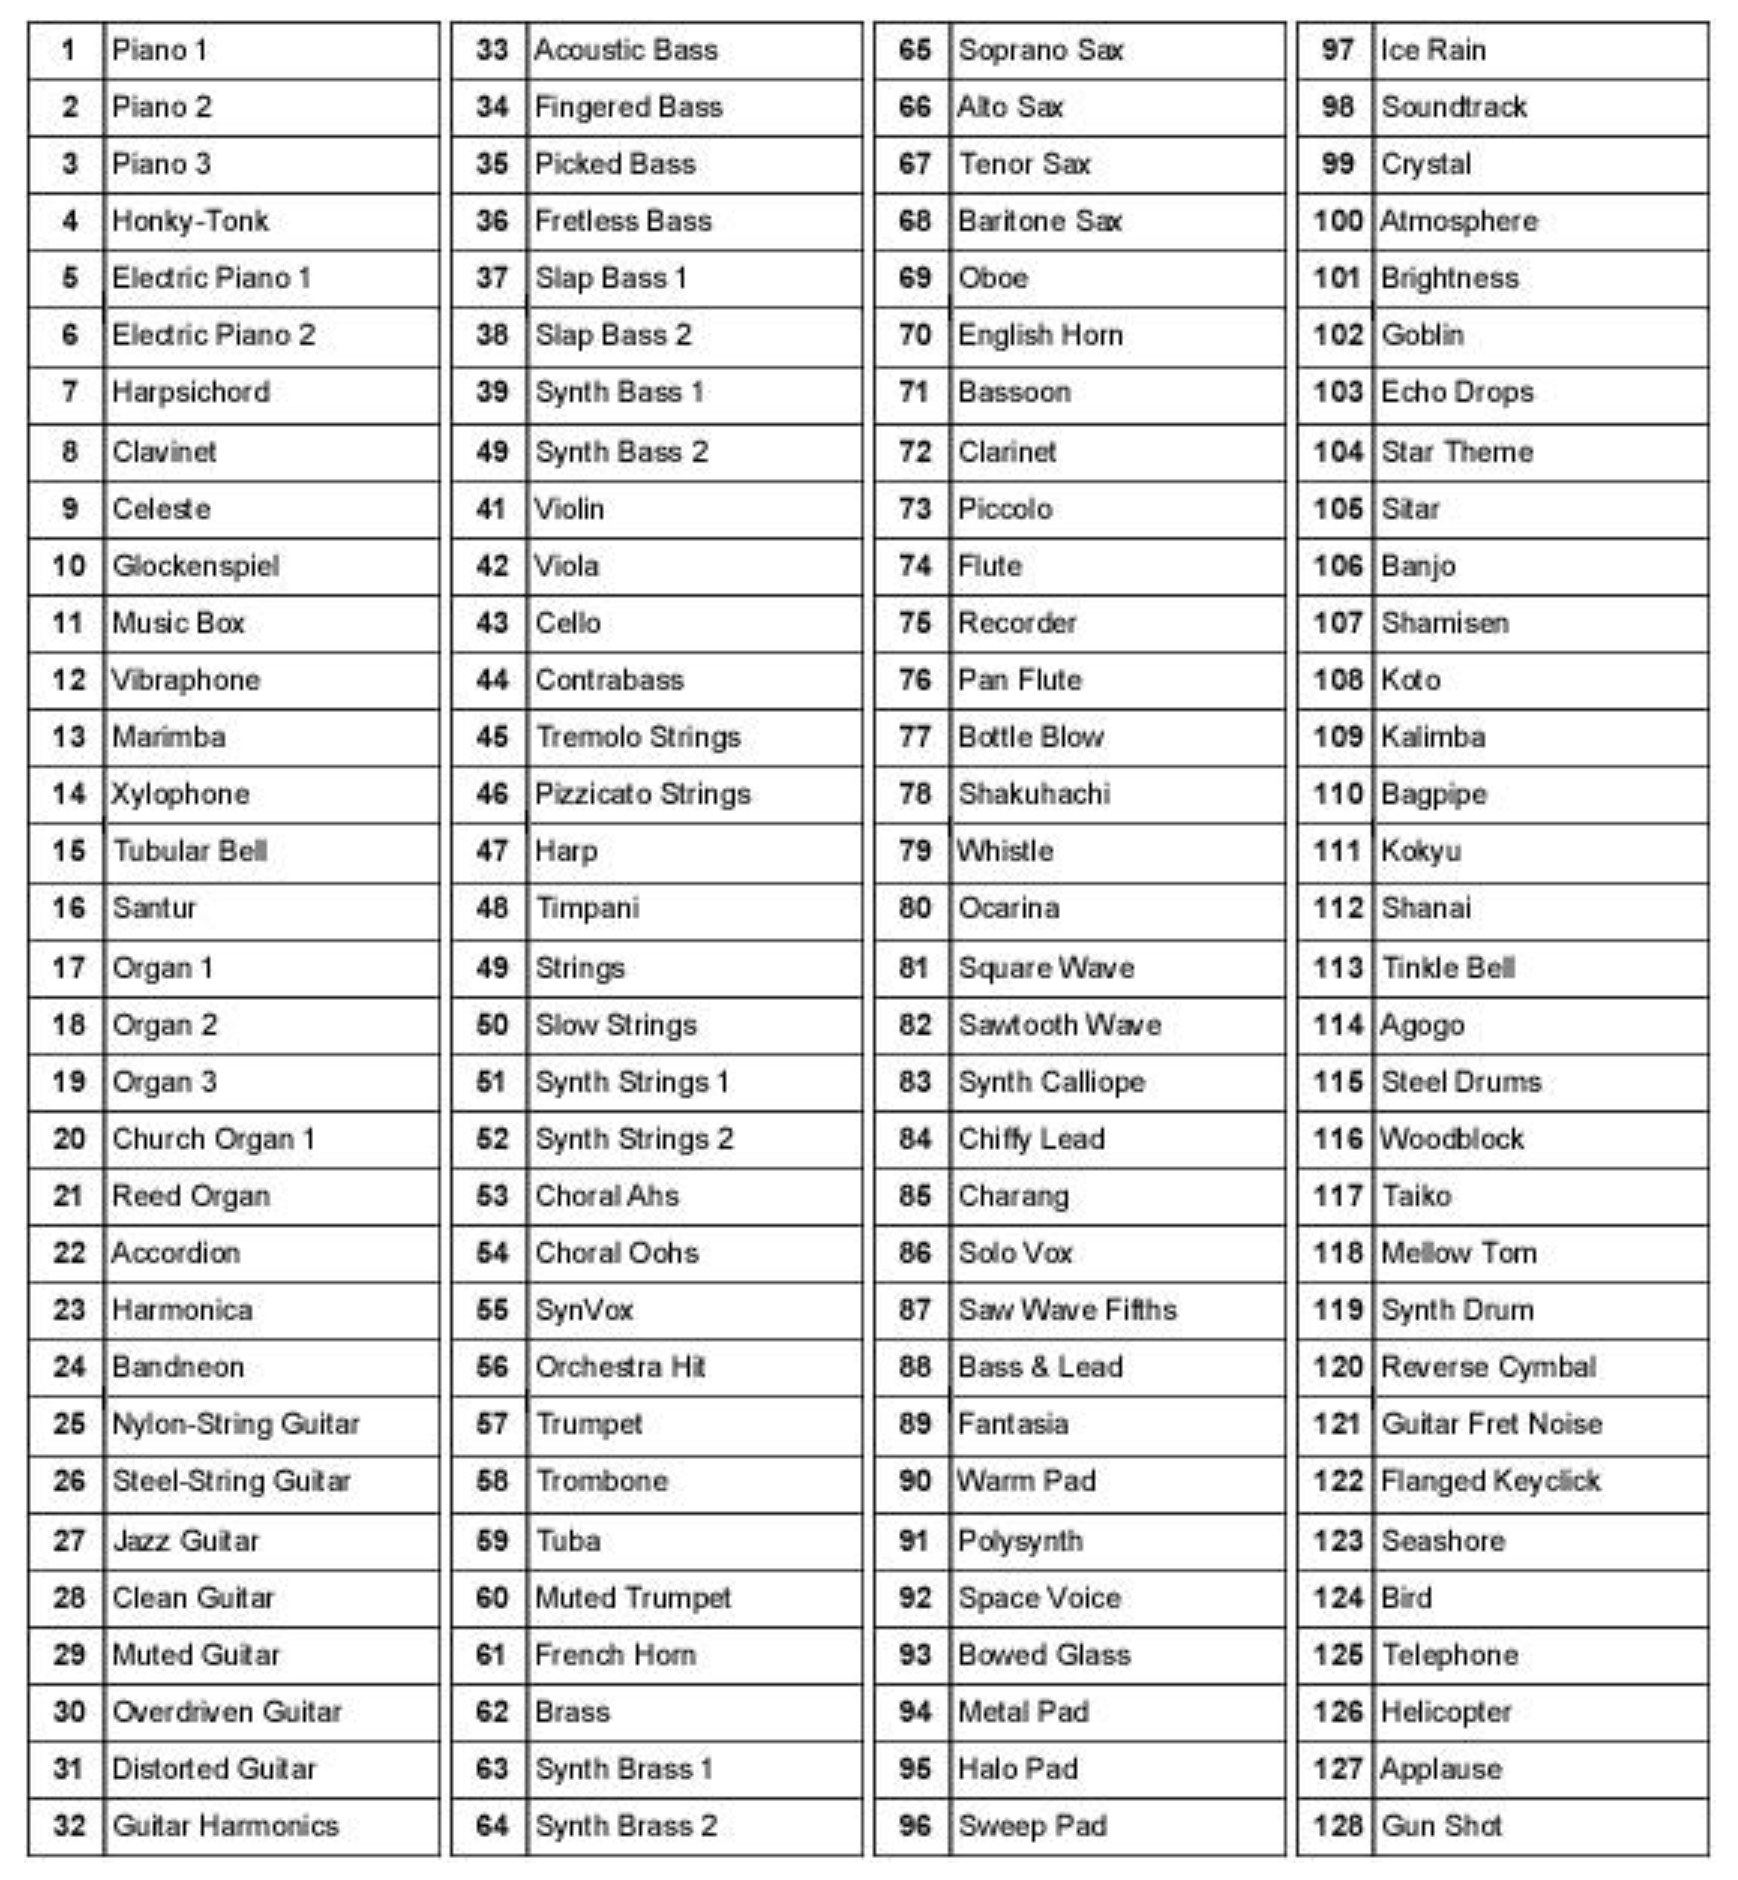 1 Piano 1
2 Piano 2
3 Piano 3
4 Honky-Tonk
5 Electric Piano 1
6 Electric Piano 2
7 Harpsichord
8 Clavinet
9 Celeste
10 Glockenspiel
11 Music Box
12 Vibraphone
13 Marimba
14 Xylophone
15 Tubular Bell
16 Santur
17 Organ 1
18 Organ 2
19 Organ 3
20 Church Organ 1
21 Reed Organ
22 Accordion
23 Harmonica
24 Bandneon
25 Nylon-String Guitar
26 Steel-String Guitar
27 Jazz Guitar
28 Clean Guitar
29 Muted Guitar
30 Overdriven Guitar
31 Distorted Guitar
32 Guitar Harmonics
33 Acoustic Bass
34 Fingered Bass
35 Picked Bass
36 Fretless Bass
37 Slap Bass 1
38 Slap Bass 2
39 Synth Bass 1
49 Synth Bass 2
41 Violin
42 Viola
43 Cello
44 Contrabass
45 Tremolo Strings
46 Pizzicato Strings
47 Harp
48 Timpani
49 Strings
50 Slow Strings
51 Synth Strings 1
52 Synth Strings 2
53 Choral Ahs
54 Choral Oohs
55 SynVox
56 Orchestra Hit
57 Trumpet
58 Trombone
59 Tuba
60 Muted Trumpet
61 French Horn
62 Brass
63 Synth Brass 1
64 Synth Brass 2
65 Soprano Sax
66 Alto Sax
67 Tenor Sax
68 Baritone Sax
69 Oboe
70 English Horn
71 Bassoon
72 Clarinet
73 Piccolo
74 Flute
75 Recorder
76 Pan Flute
77 Bottle Blow
78 Shakuhachi
79 Whistle
80 Ocarina
81 Square Wave
82 Sawtooth Wave
83 Synth Calliope
84 Chiffy Lead
85 Charang
86 Solo Vox
87 Saw Wave Fifths
88 Bass & Lead
89 Fantasia
90 Warm Pad
91 Polysynth
92 Space Voice
93 Bowed Glass
94 Metal Pad
95 Halo Pad
96 Sweep Pad
97 Ice Rain
98 Soundtrack
99 Crystal
100 Atmosphere
101 Brightness
102 Goblin
103 Echo Drops
104 Star Theme
105 Sitar
106 Banjo
107 Shamisen
108 Koto
109 Kalimba
110 Bagpipe
111 Kokyu
112 Shanai
113 Tinkle Bell
114 Agogo
115 Steel Drums
116 Woodblock
117 Taiko
118 Mellow Tom
119 Synth Drum
120 Reverse Cymbal
121 Guitar Fret Noise
122 Flanged Keyclick
123 Seashore
124 Bird
125 Telephone
126 Helicopter
127 Applause
128 Gun Shot